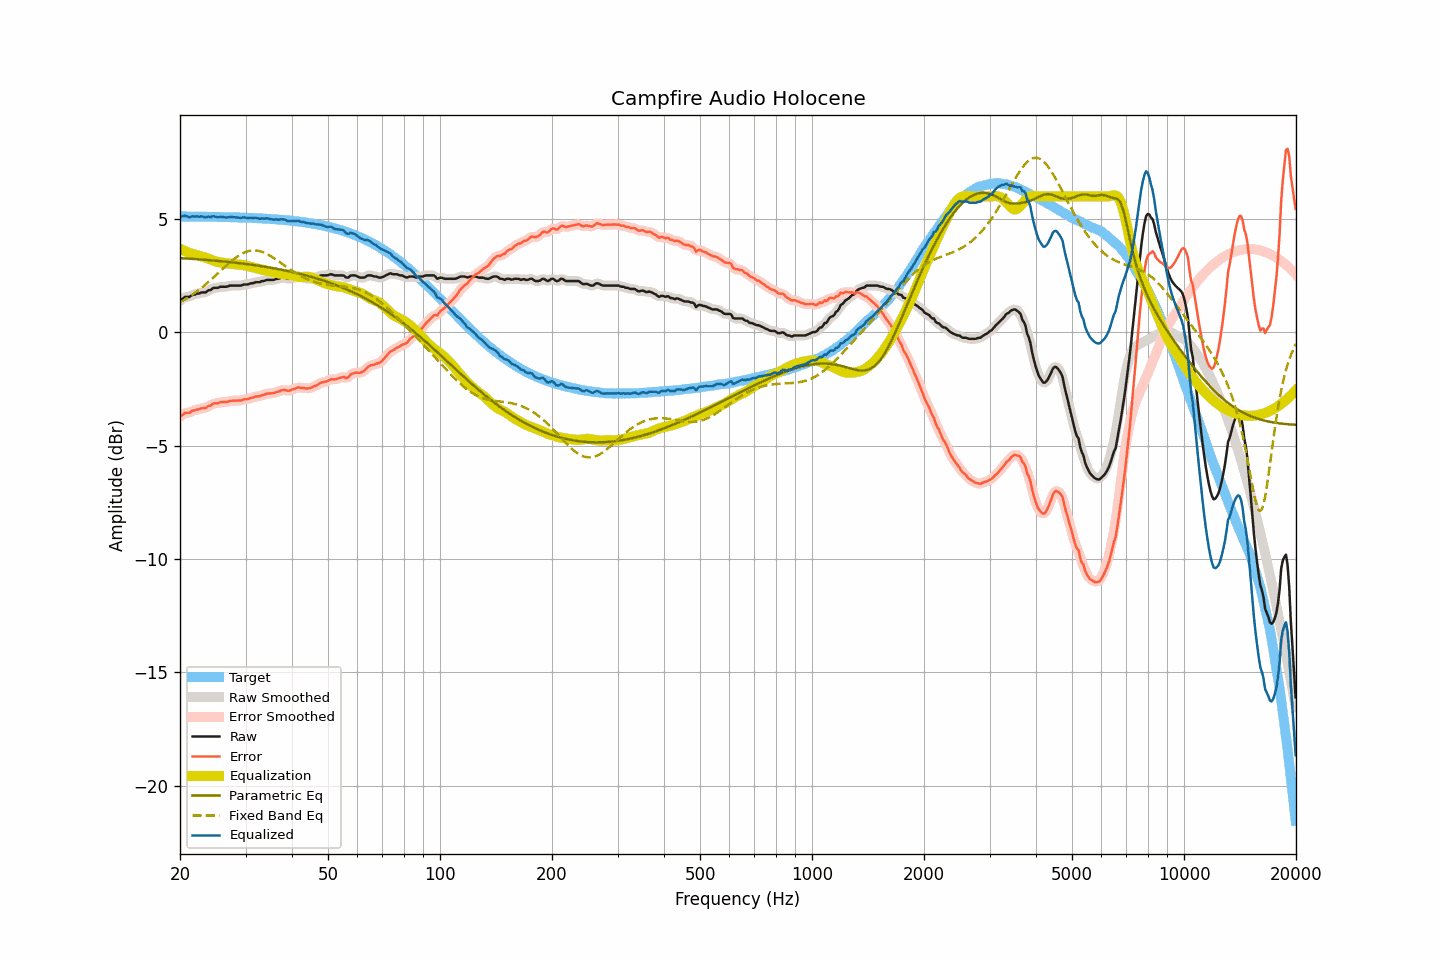 Campfire Audio Holocene
Amplitude (dBr)
5
0
−5
−10
−15
−20
Target
Raw Smoothed
Error Smoothed
Raw
Error
Equalization
Parametric Eq
Fixed Band Eq
Equalized
20 50 100 200 500 1000 2000 5000 10000 20000
Frequency (Hz)